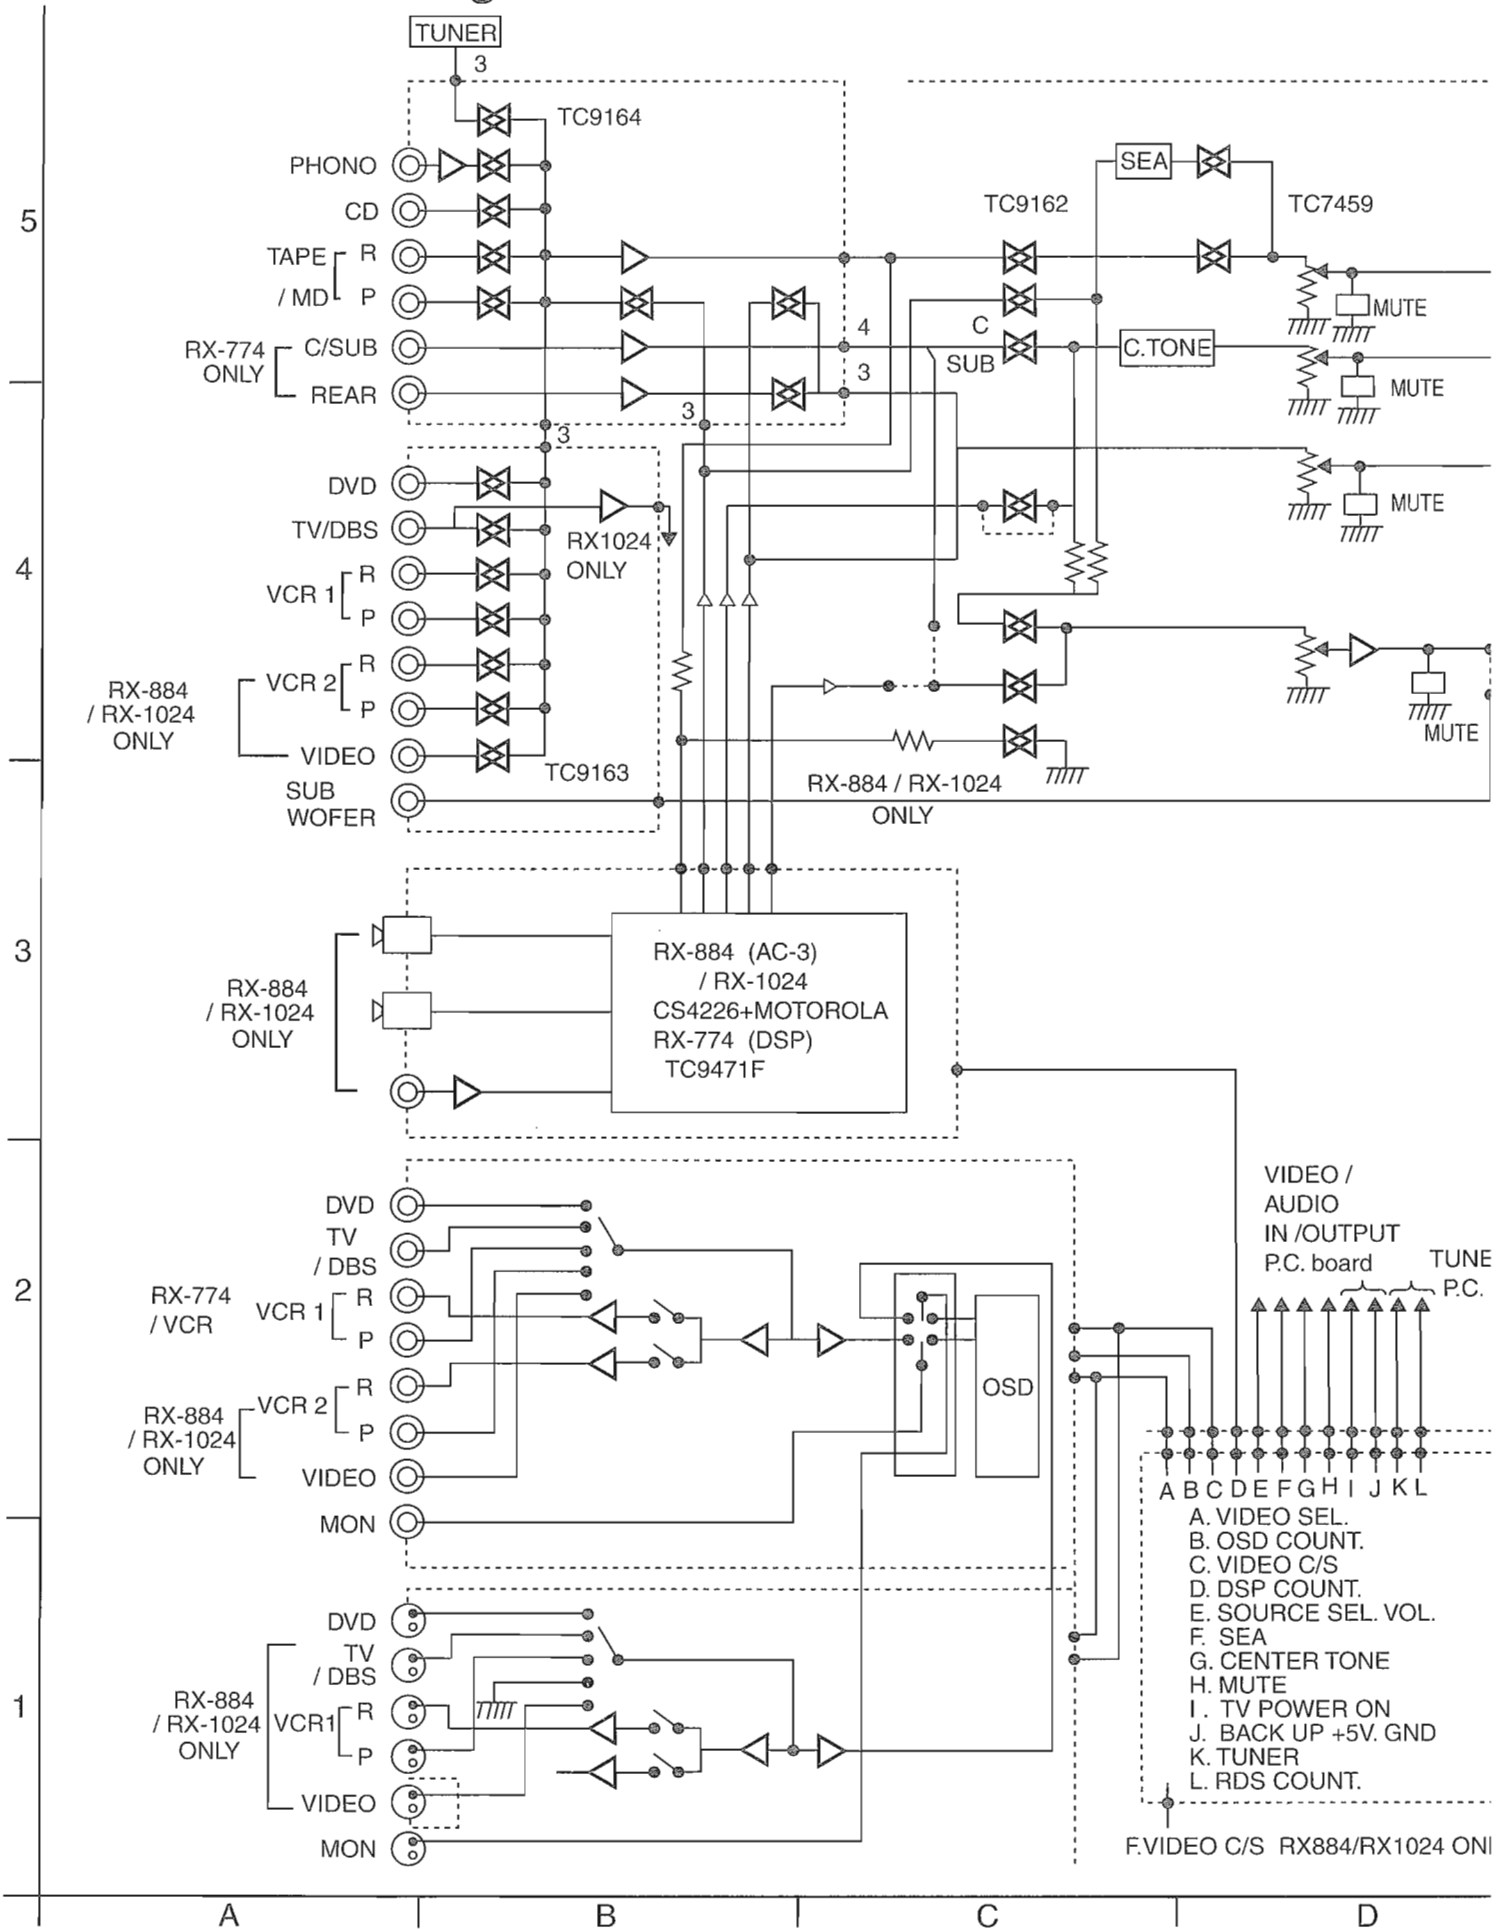 TUNER
3
TC9164
PHONO
SEA
CD
TC9162
TC7459
5
TAPE
R
/ MD
P
MUTE
4
C
RX-774
ONLY
C/SUB
SUB
C.TONE
3
REAR
MUTE
3
3
DVD
MUTE
TV/DBS
RX1024
ONLY
4
VCR 1
R
P
R
VCR 2
P
RX-884
/ RX-1024
ONLY
MUTE
VIDEO
TC9163
RX-884 / RX-1024
ONLY
SUB
WOFER
3
RX-884
/ RX-1024
ONLY
RX-884 (AC-3)
/ RX-1024
CS4226+MOTOROLA
RX-774 (DSP)
TC9471F
DVD
TV
/ DBS
VIDEO /
AUDIO
IN /OUTPUT
P.C. board
TUNE
P.C.
2
RX-774
/ VCR
VCR 1
R
P
OSD
R
VCR 2
P
RX-884
/ RX-1024
ONLY
VIDEO
MON
A B C D E F G H I J K L
A. VIDEO SEL.
B. OSD COUNT.
C. VIDEO C/S
D. DSP COUNT.
E. SOURCE SEL. VOL.
F. SEA
G. CENTER TONE
H. MUTE
I. TV POWER ON
J. BACK UP +5V. GND
K. TUNER
L. RDS COUNT.
DVD
TV
/ DBS
1
RX-884
/ RX-1024
ONLY
VCR1
R
P
VIDEO
MON
F.VIDEO C/S RX884/RX1024 ONL
A
B
C
D